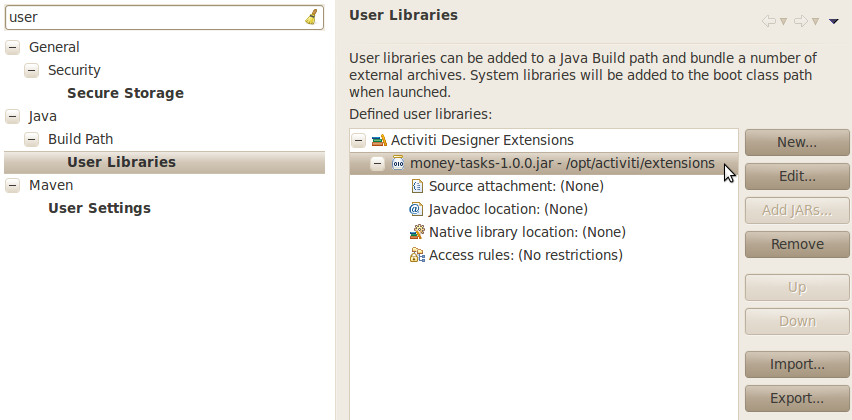 user
General
Security
Secure Storage
Java
Build Path
User Libraries
Maven
User Settings
User Libraries
User libraries can be added to a Java Build path and bundle a number of
external archives. System libraries will be added to the boot class path
when launched.
Defined user libraries:
Activiti Designer Extensions
money-tasks-1.0.0.jar - /opt/activiti/extensions
Source attachment: (None)
Javadoc location: (None)
Native library location: (None)
Access rules: (No restrictions)
New...
Edit...
Add JARs...
Remove
Up
Down
Import...
Export...